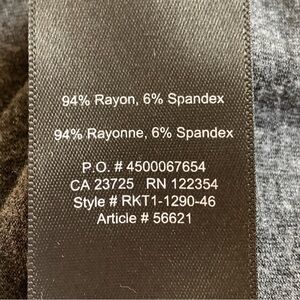 94% Rayon, 6% Spandex
94% Rayonne, 6% Spandex
P.O. # 4500067654
CA 23725 RN 122354
Style # RKT1-1290-46
Article # 56621